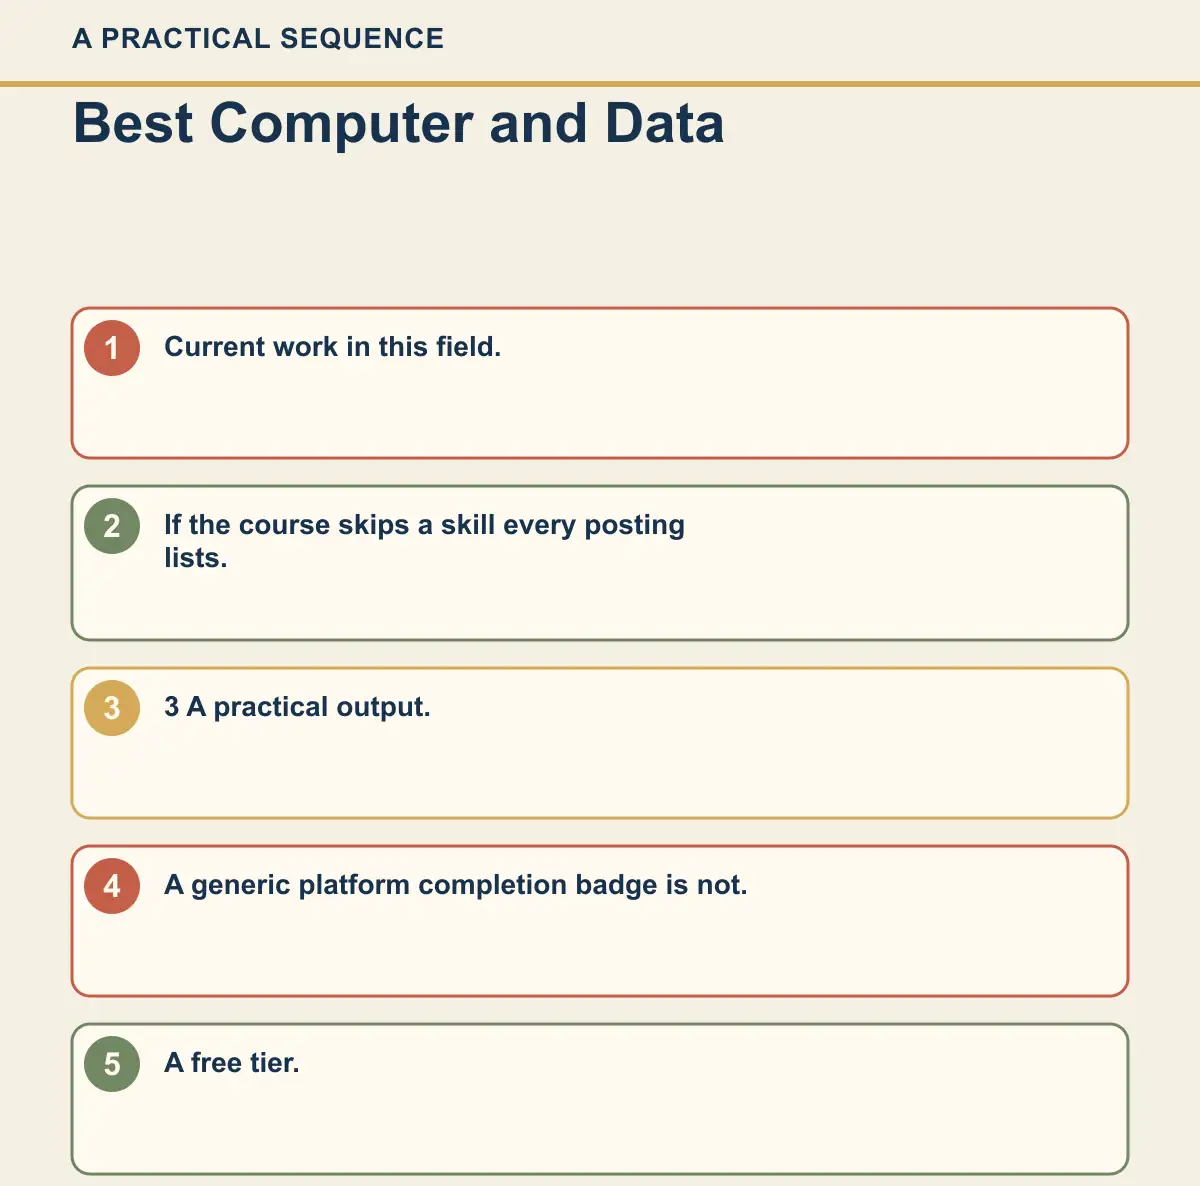 A PRACTICAL SEQUENCE
Best Computer and Data
1 Current work in this field.
2 If the course skips a skill every posting
lists.
3 3 A practical output.
4 A generic platform completion badge is not.
5 A free tier.